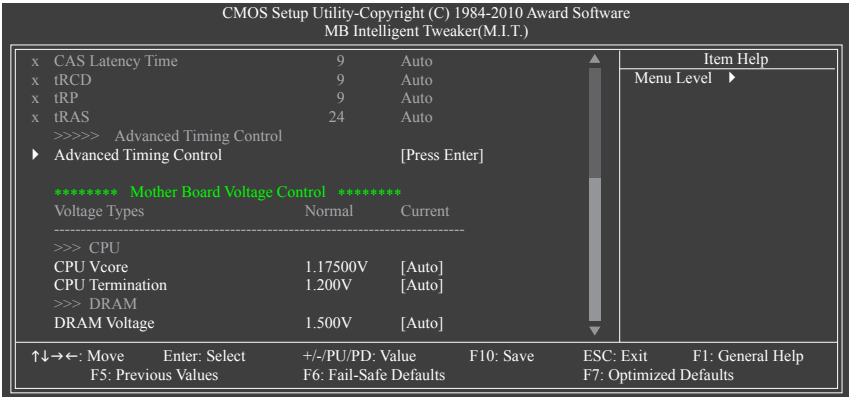 CMOS Setup Utility-Copyright (C) 1984-2010 Award Software
MB Intelligent Tweaker(M.I.T.)
x CAS Latency Time 9 Auto
x tRCD 9 Auto
x tRP 9 Auto
x tRAS 24 Auto
>>>>> Advanced Timing Control
Advanced Timing Control [Press Enter]
******** Mother Board Voltage Control ********
Voltage Types Normal Current
-----------------------------------------------------------------------------
>>> CPU
CPU Vcore 1.17500V [Auto]
CPU Termination 1.200V [Auto]
>>> DRAM
DRAM Voltage 1.500V [Auto]
Item Help
Menu Level
↑↓→←: Move Enter: Select +/-/PU/PD: Value F10: Save ESC: Exit F1: General Help
F5: Previous Values F6: Fail-Safe Defaults F7: Optimized Defaults